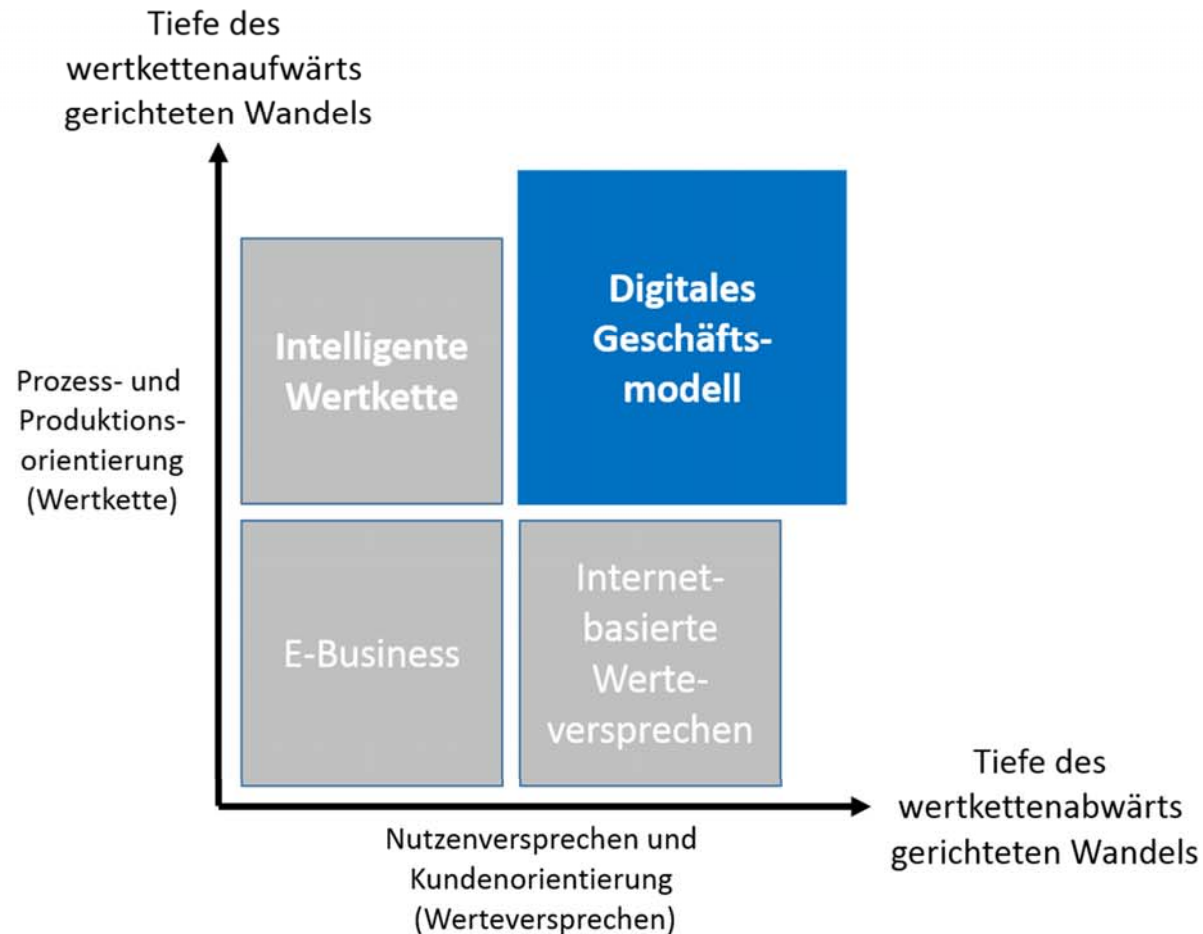 Tiefe des
wertkettenaufwärts
gerichteten Wandels
Prozess- und
Produktions-
orientierung
(Wertkette)
Intelligente
Wertkette
Digitales
Geschäfts-
modell
E-Business
Internet-
basierte
Werte-
versprechen
Nutzenversprechen und
Kundenorientierung
(Werteversprechen)
Tiefe des
wertkettenabwärts
gerichteten Wandels